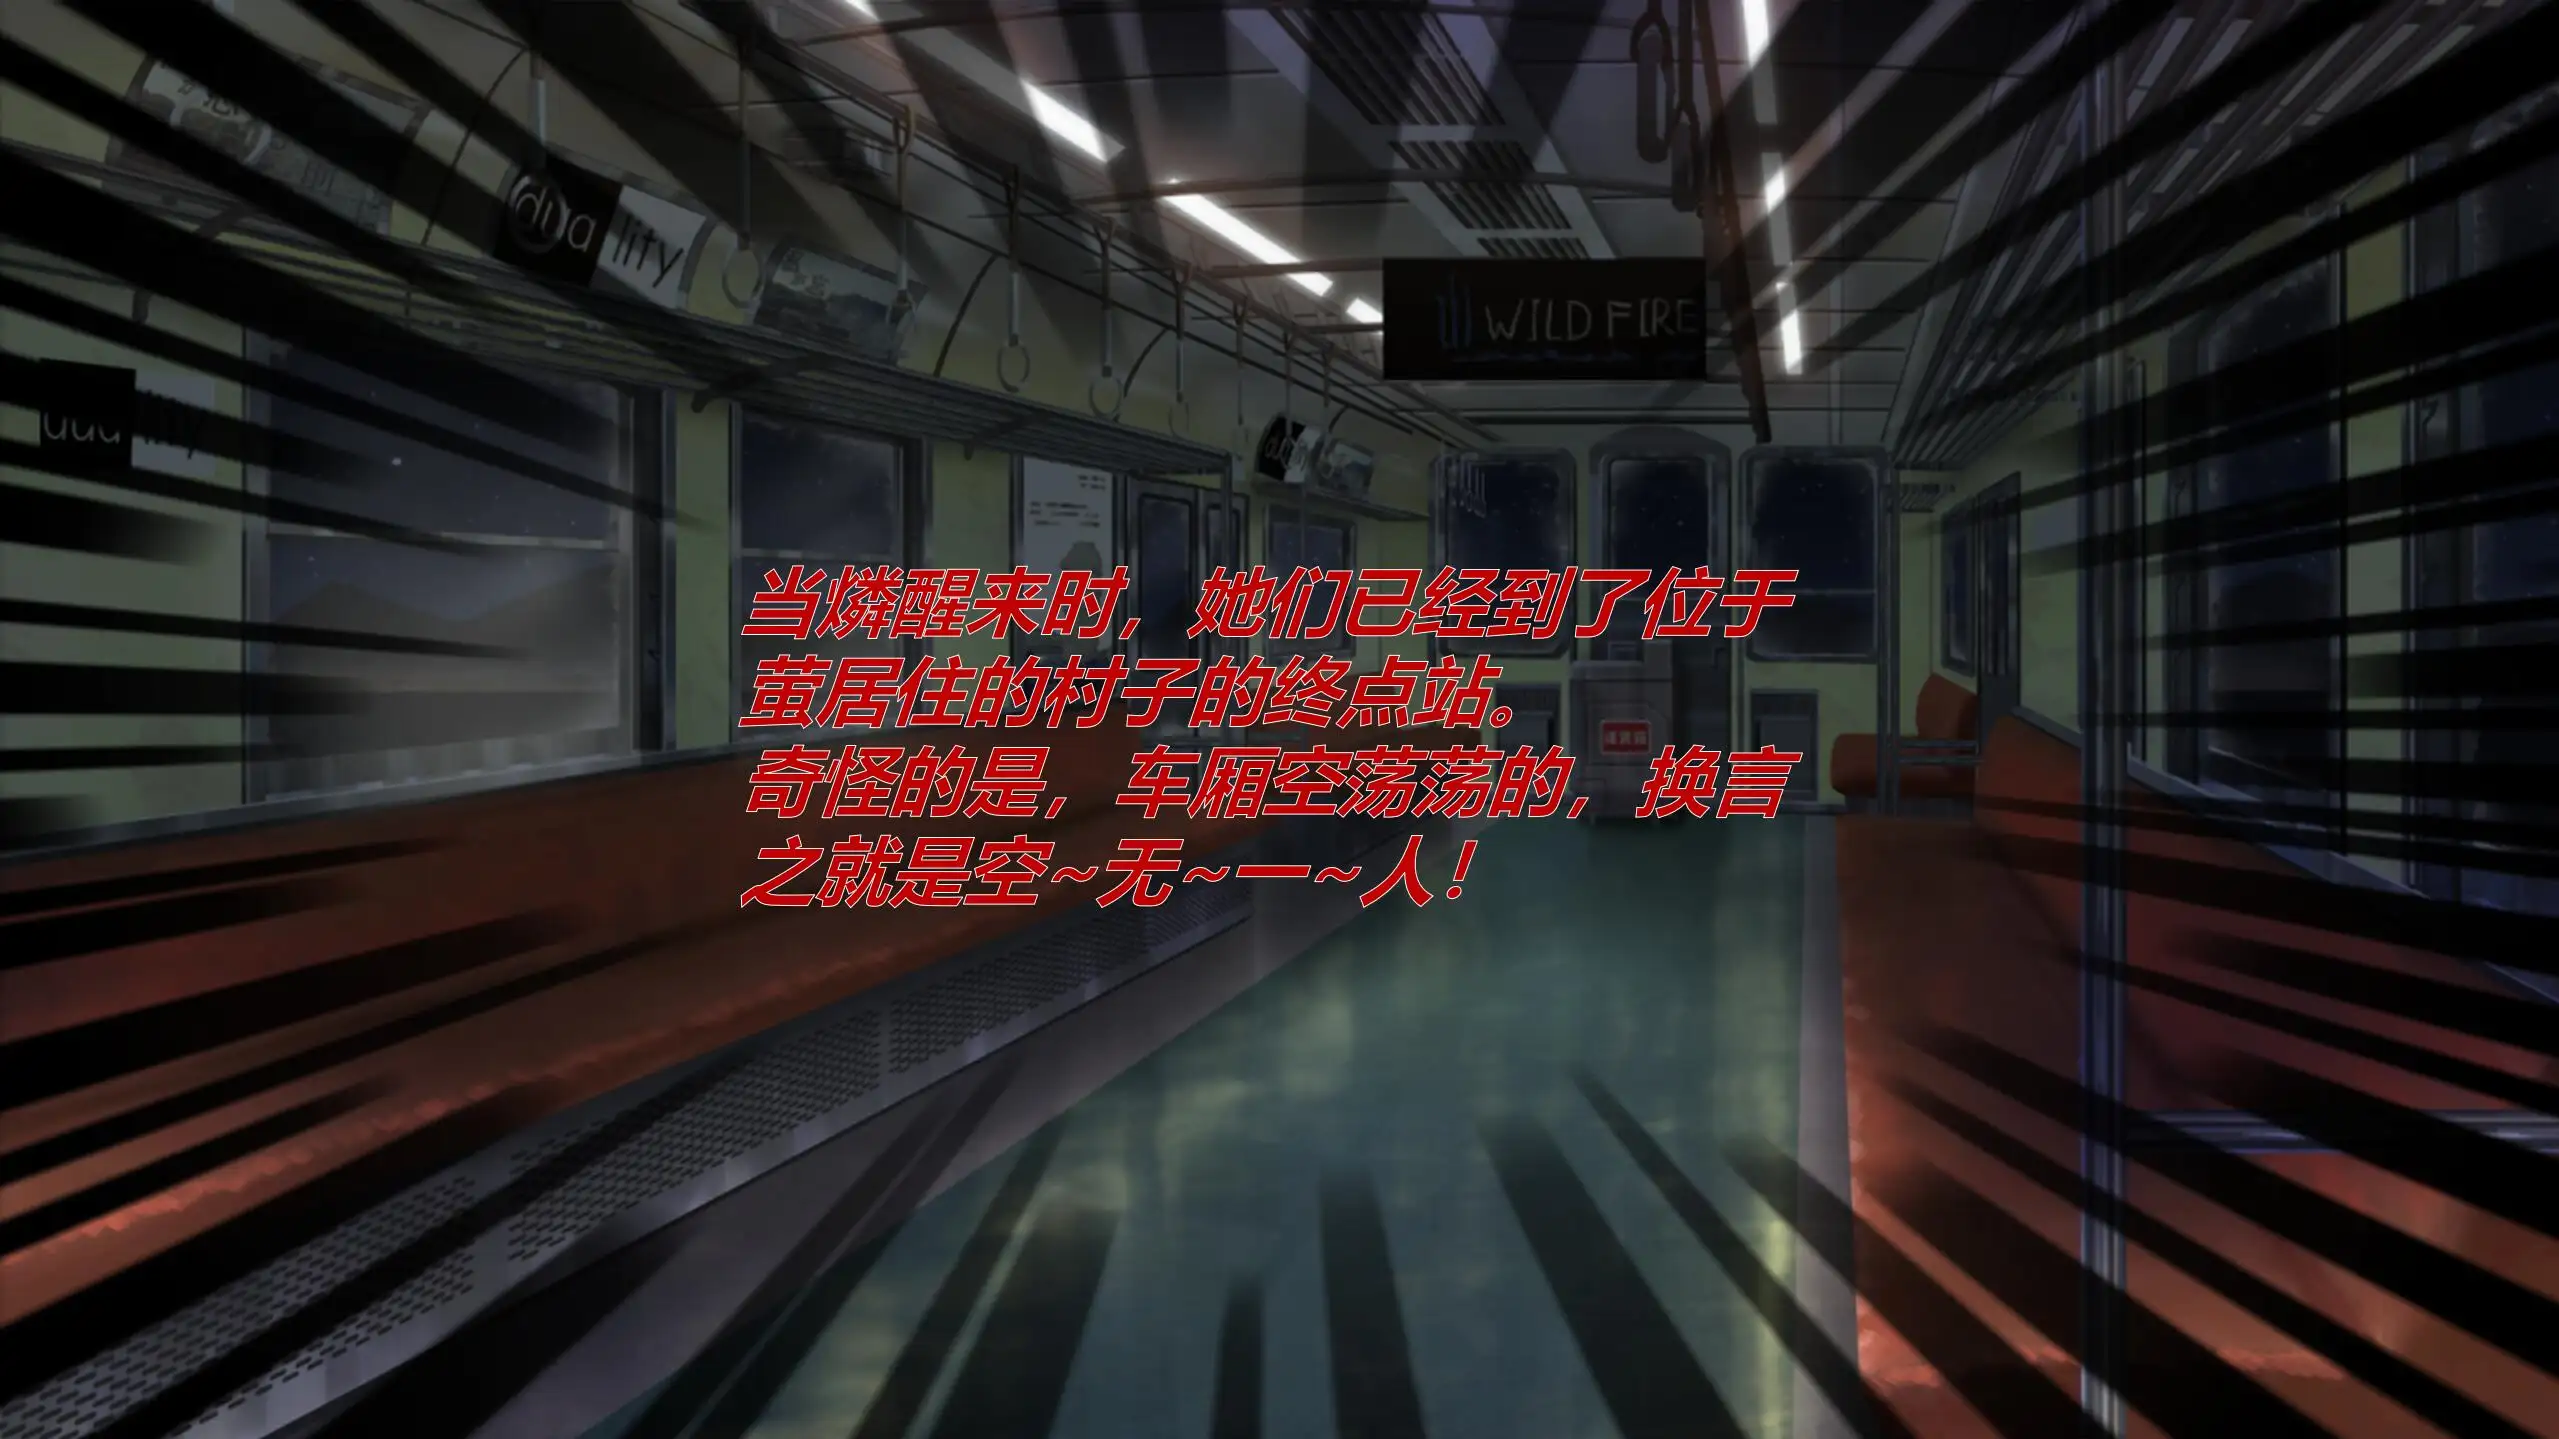 duality
WILD FIRE
当燐醒来时，她们已经到了位于
萤居住的村子的终点站。
奇怪的是，车厢空荡荡的，换言
之就是空~无~一~人！